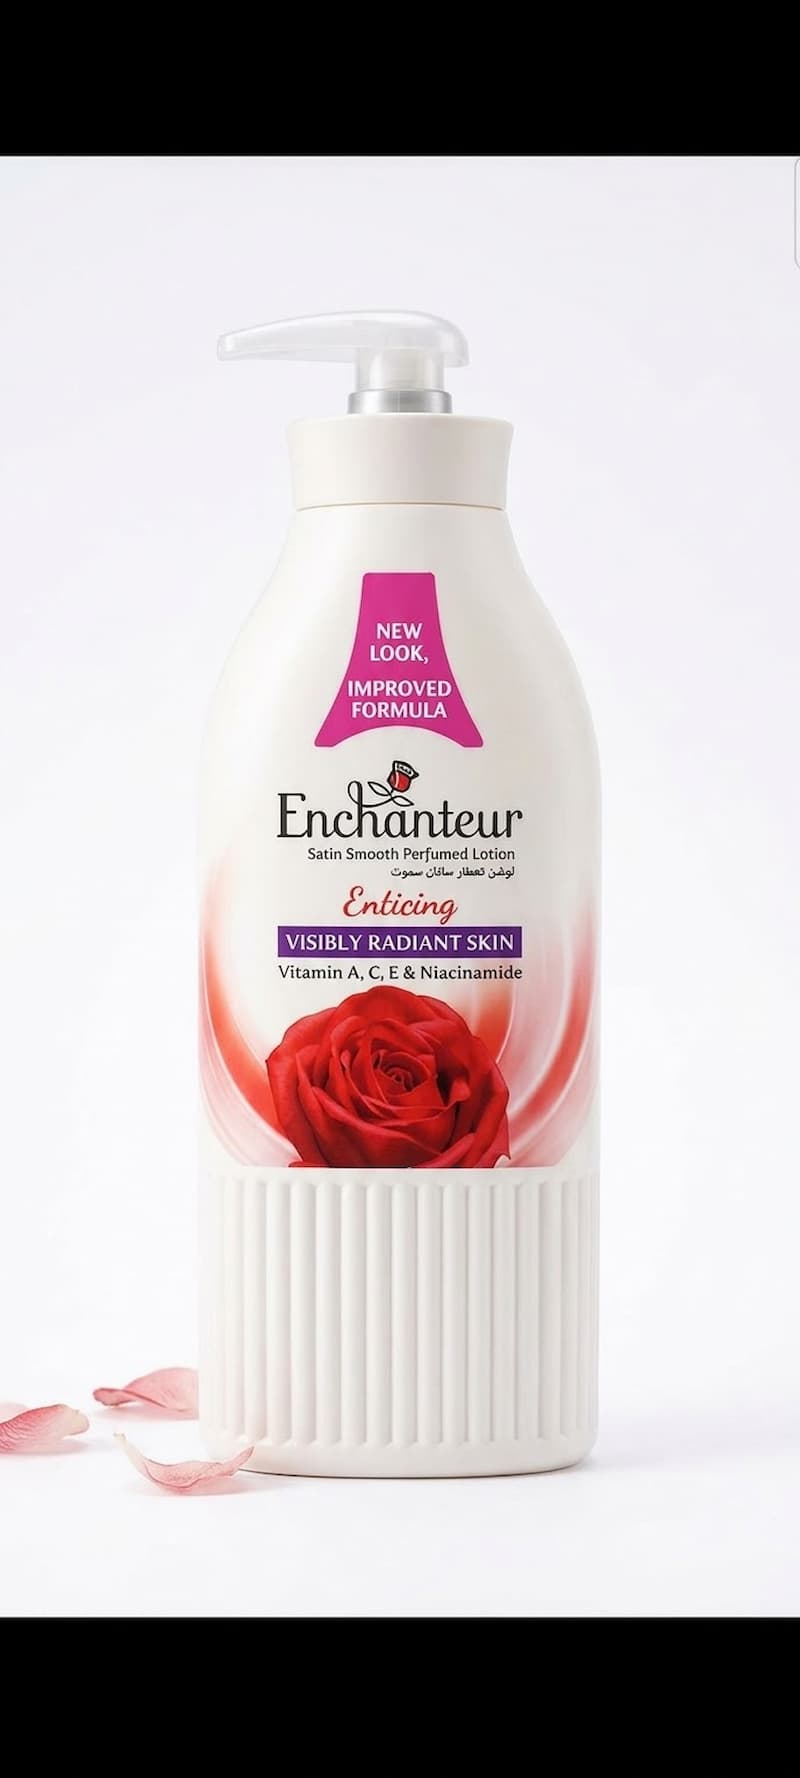 NEW
LOOK,
IMPROVED
FORMULA
Enchanteur
Satin Smooth Perfumed Lotion
لوشن تعطار ساتان سموث
Enticing
VISIBLY RADIANT SKIN
Vitamin A, C, E & Niacinamide